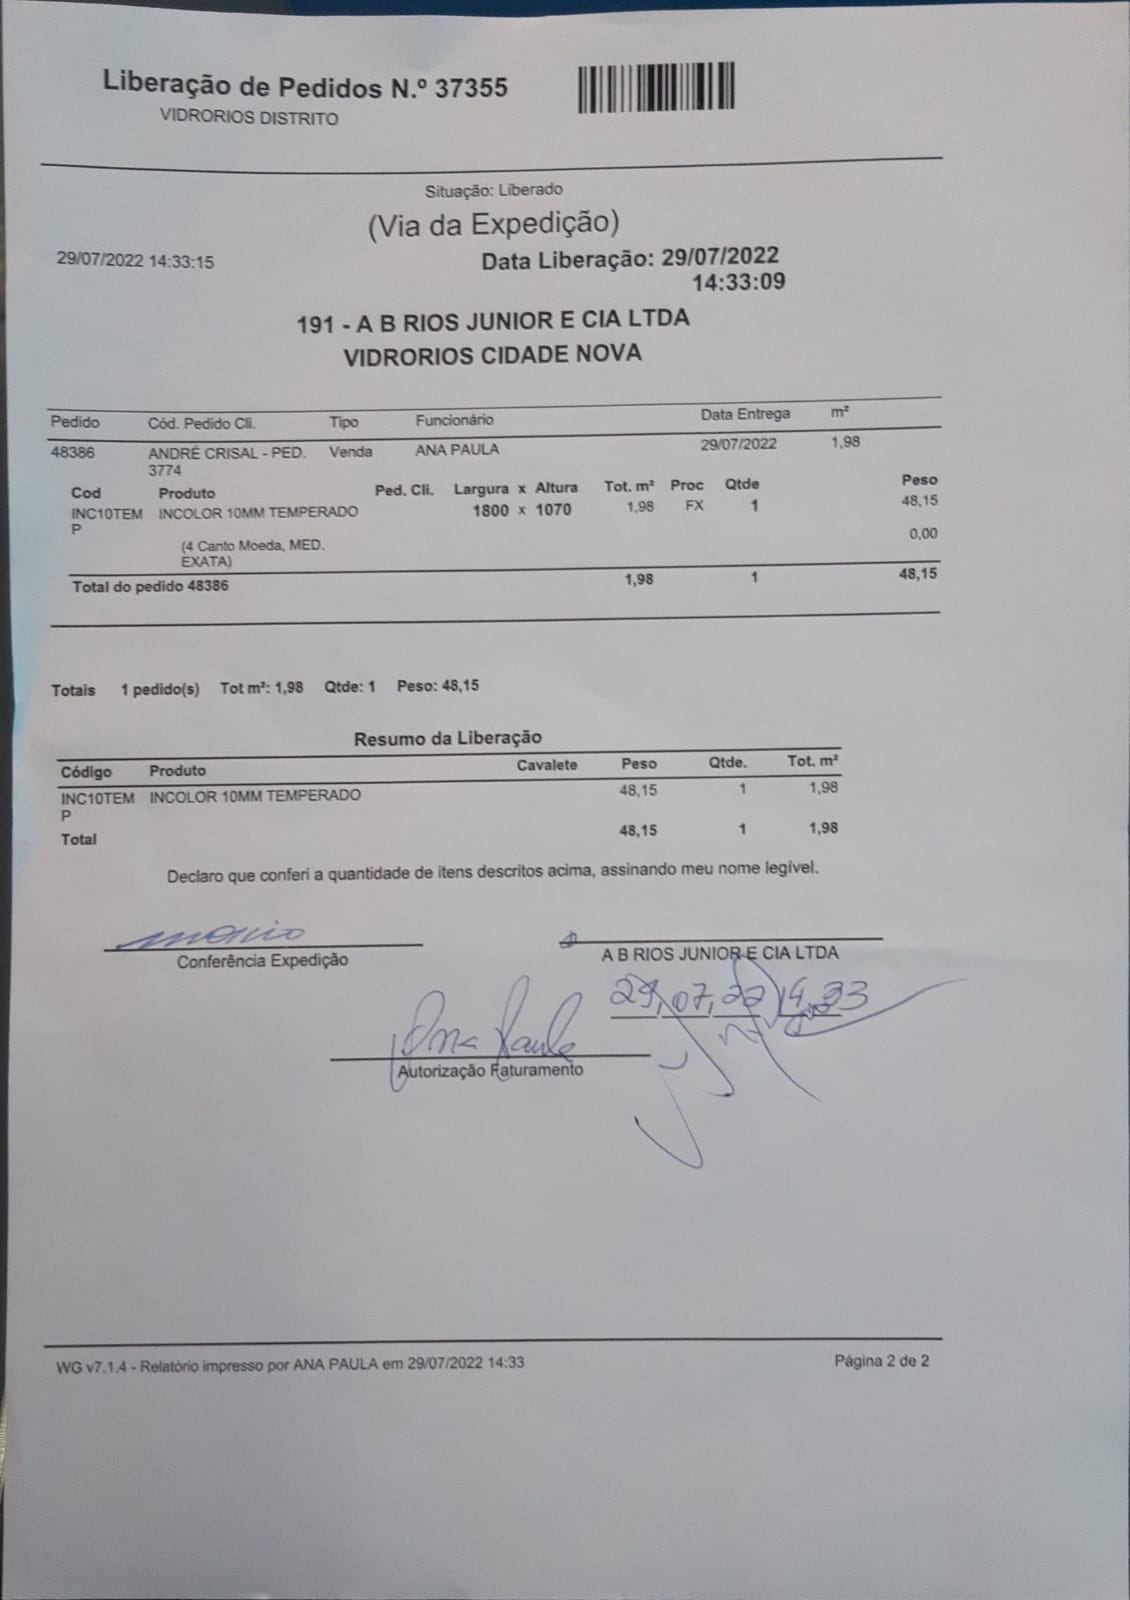 Liberação de Pedidos N.º 37355
VIDRORIOS DISTRITO
Situação: Liberado
(Via da Expedição)
29/07/2022 14:33:15
Data Liberação: 29/07/2022
14:33:09
191 - A B RIOS JUNIOR E CIA LTDA
VIDRORIOS CIDADE NOVA
Pedido Cód. Pedido Cli. Tipo Funcionário Data Entrega m²
48386 ANDRÉ CRISAL - PED. Venda ANA PAULA 29/07/2022 1,98
3774
Cod Produto Ped. Cli. Largura x Altura Tot. m² Proc Qtde Peso
INC10TEM INCOLOR 10MM TEMPERADO 1800 x 1070 1,98 FX 1 48,15
P
(4 Canto Moeda, MED. 0,00
EXATA)
Total do pedido 48386 1,98 1 48,15
Totais 1 pedido(s) Tot m²: 1,98 Qtde: 1 Peso: 48,15
Resumo da Liberação
Código Produto Cavalete Peso Qtde. Tot. m²
INC10TEM INCOLOR 10MM TEMPERADO 48,15 1 1,98
P
Total 48,15 1 1,98
Declaro que conferi a quantidade de itens descritos acima, assinando meu nome legível.
Conferência Expedição A B RIOS JUNIOR E CIA LTDA
29,07,22 14:33
Ana Paula
Autorização Faturamento
WG v7.1.4 - Relatório impresso por ANA PAULA em 29/07/2022 14:33 Página 2 de 2